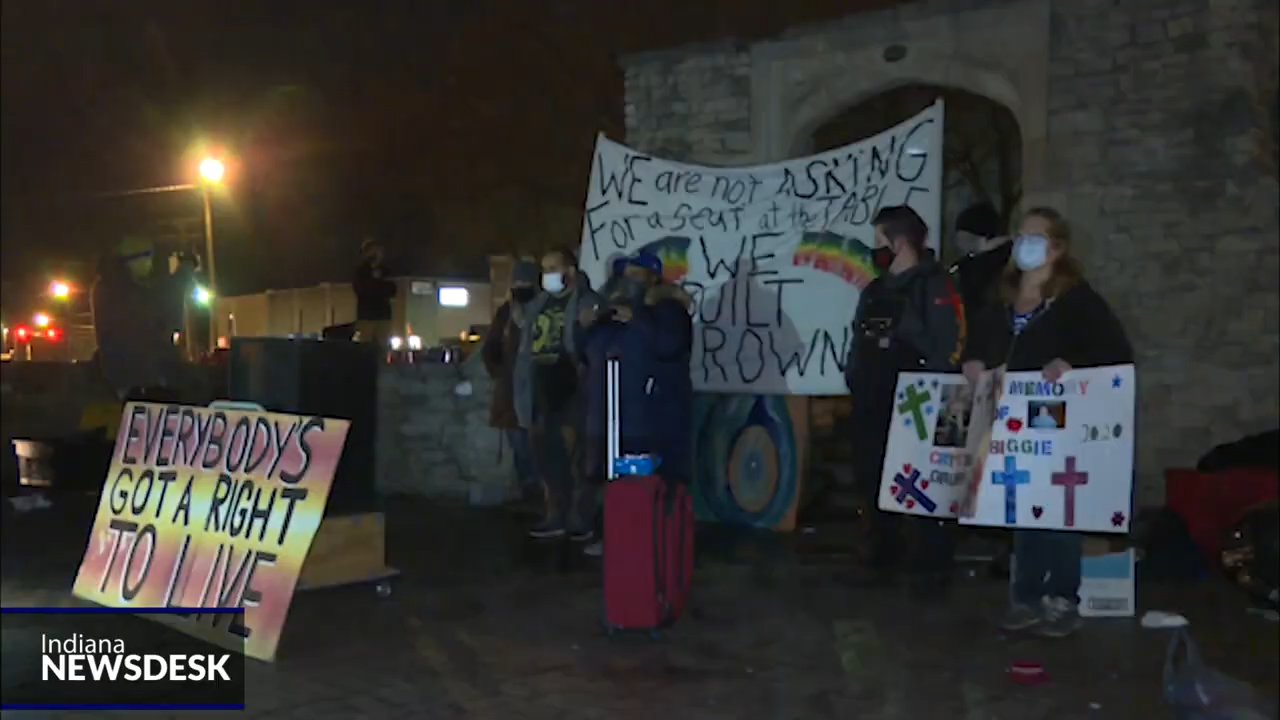 WE are not ASKING
For a seat at the TABLE
WE
BUILT
R OWN
EVERYBODY'S
GOT A RIGHT
TO LIVE
MEMORY
OF
BIGGIE
2020
Indiana
NEWSDESK